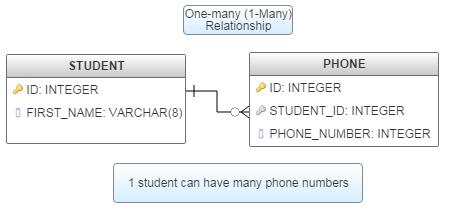 One-many (1-Many)
Relationship
STUDENT
ID: INTEGER
FIRST_NAME: VARCHAR(8)
PHONE
ID: INTEGER
STUDENT_ID: INTEGER
PHONE_NUMBER: INTEGER
1 student can have many phone numbers